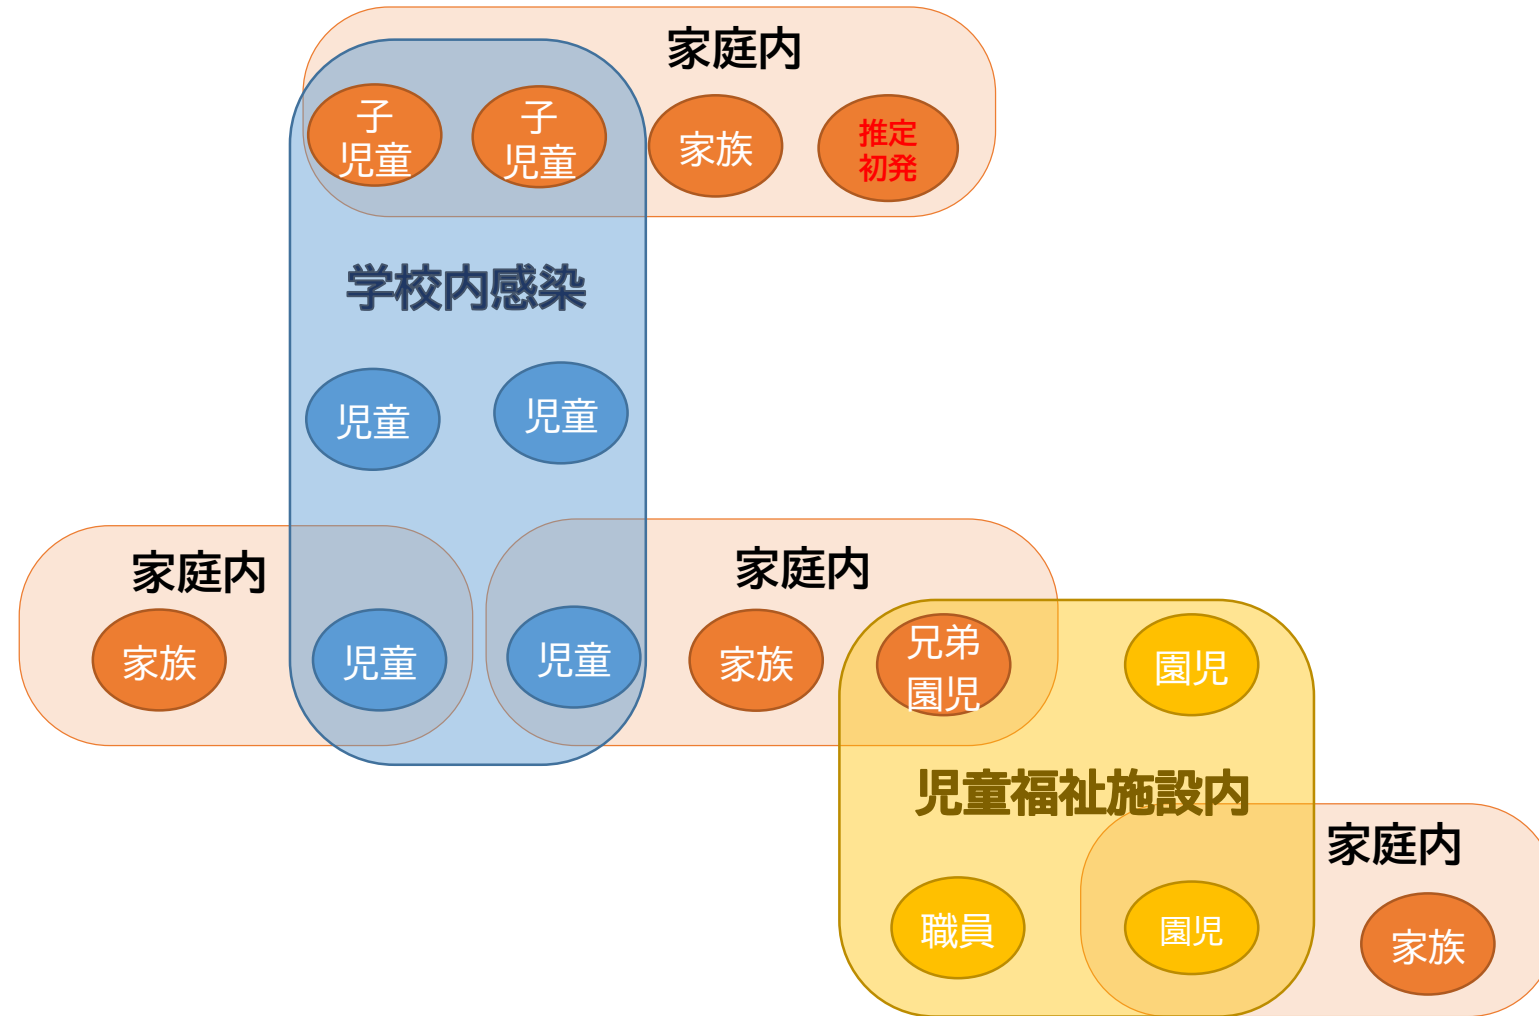 家庭内
子
児童
子
児童
家族
推定
初発
学校内感染
児童
児童
家庭内
家族
児童
家庭内
児童
家族
兄弟
園児
園児
児童福祉施設内
職員
園児
家庭内
家族